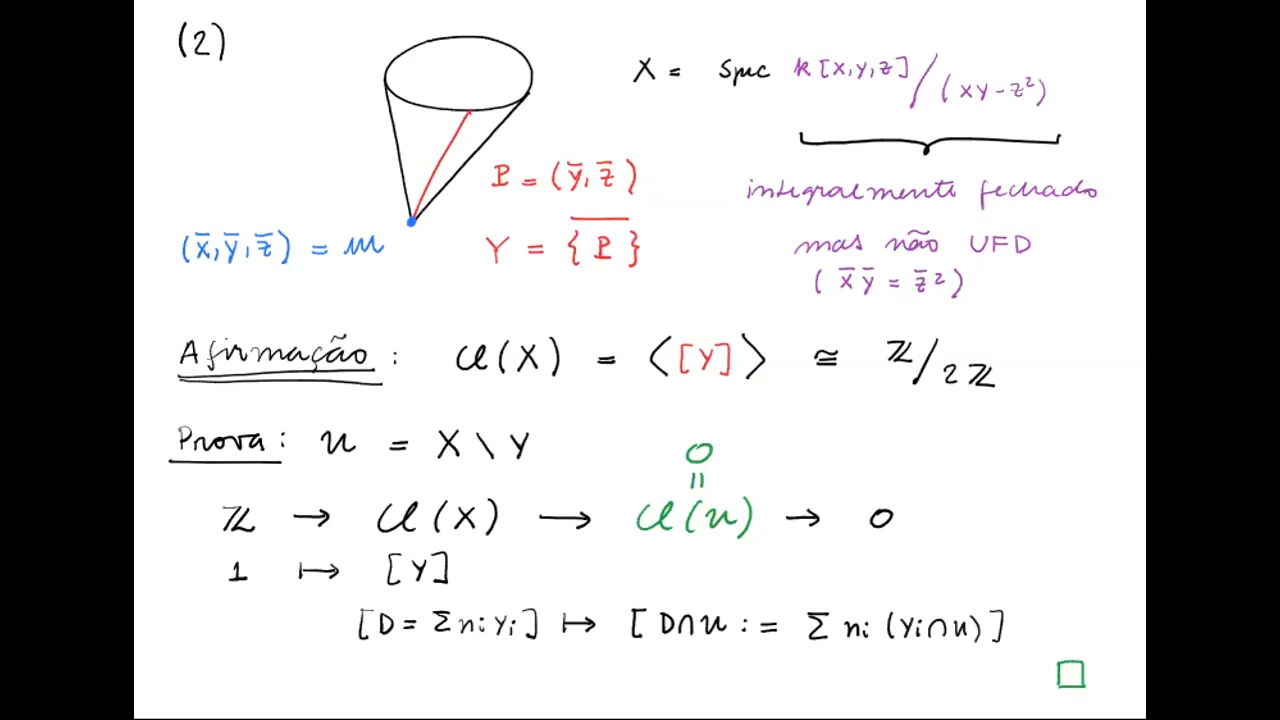 (2)
X = Spec k[X,Y,Z]/(XY-Z²)
P = (ȳ, z̄)
integralmente fechado
(x̄,ȳ,z̄) = m
Y = \overline{{P}}
mas não UFD
(x̄ȳ = z̄²)
Afirmação: Cl(X) = ⟨[Y]⟩ ≅ ℤ/2ℤ
Prova: U = X \ Y
0
=
ℤ → Cl(X) → Cl(U) → 0
1 ↦ [Y]
[D = Σ nᵢ Yᵢ] ↦ [D∩U := Σ nᵢ (Yᵢ∩U)]
□